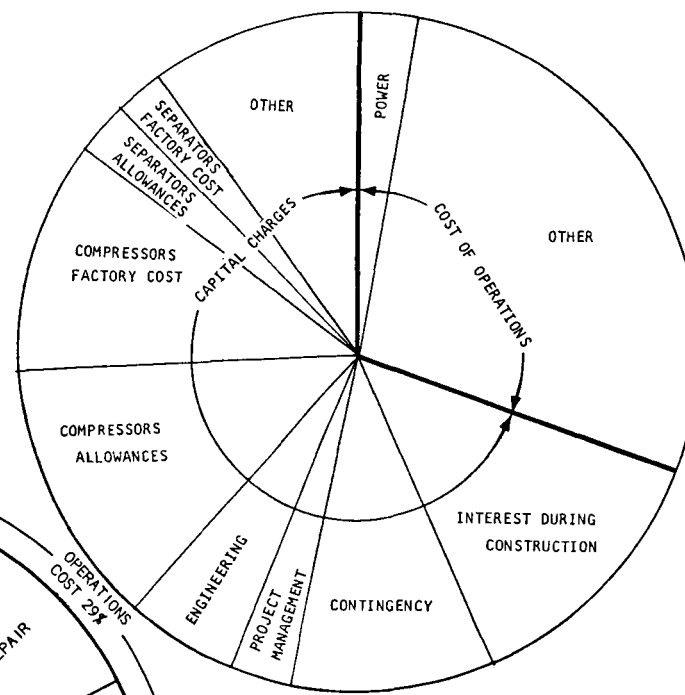 OTHER
POWER
SEPARATORS
FACTORY COST
SEPARATORS
ALLOWANCES
CAPITAL CHARGES
COST OF OPERATIONS
OTHER
COMPRESSORS
FACTORY COST
COMPRESSORS
ALLOWANCES
INTEREST DURING
CONSTRUCTION
ENGINEERING
PROJECT
MANAGEMENT
CONTINGENCY
OPERATIONS
COST 29%